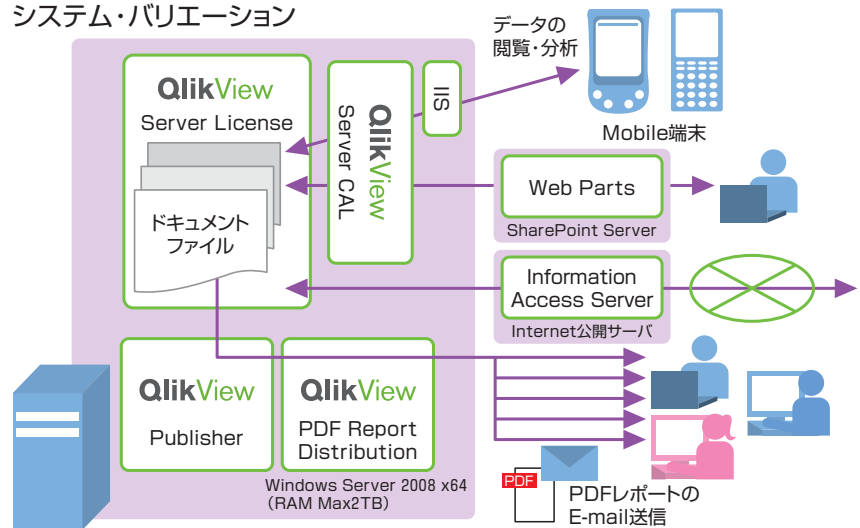 システム・バリエーション
QlikView
Server License
ドキュメント
ファイル
QlikView
Server CAL
IIS
データの
閲覧・分析
Mobile端末
Web Parts
SharePoint Server
Information
Access Server
Internet公開サーバ
QlikView
Publisher
QlikView
PDF Report
Distribution
Windows Server 2008 x64
（RAM Max2TB）
PDF
PDFレポートの
E-mail送信